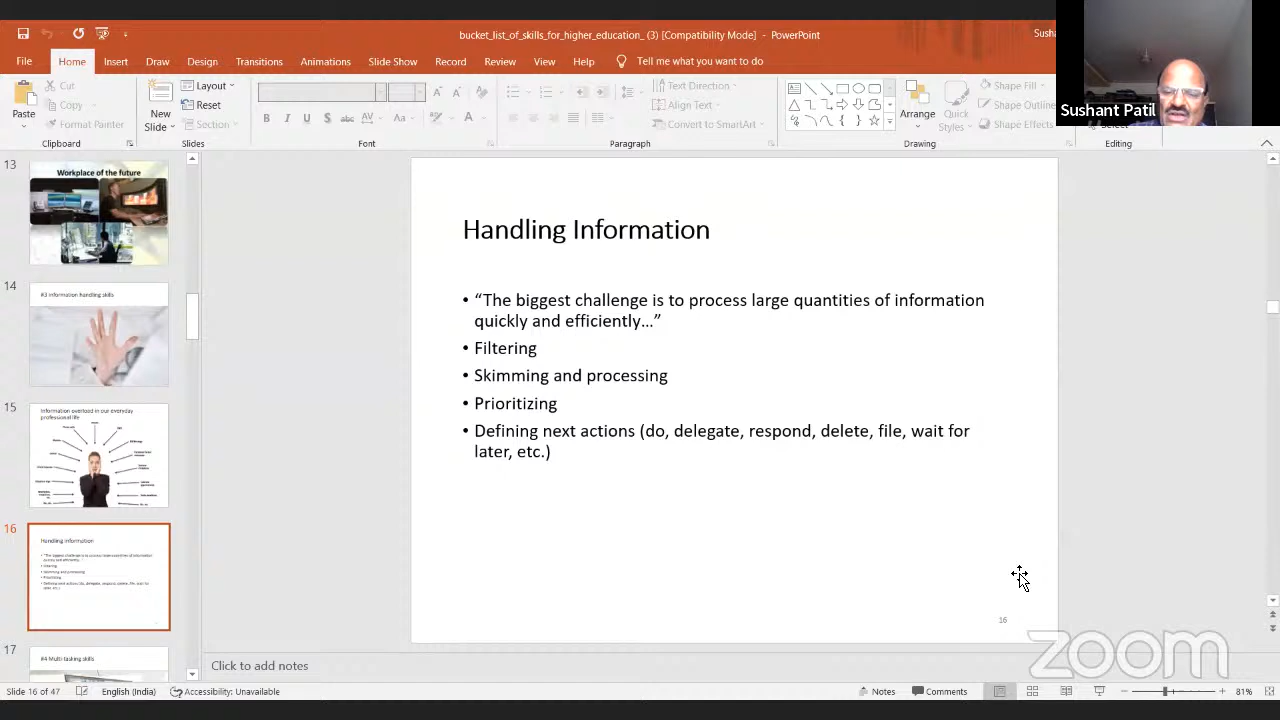 bucket_list_of_skills_for_higher_education_ (3) [Compatibility Mode] - PowerPoint
Susha
File Home Insert Draw Design Transitions Animations Slide Show Record Review View Help Tell me what you want to do
Sushant Patil
Paste
Cut
Copy
Format Painter
Clipboard
New
Slide
Layout
Reset
Section
Slides
Font
Text Direction
Align Text
Convert to SmartArt
Paragraph
Arrange
Quick
Styles
Shape Fill
Shape Outline
Shape Effects
Drawing
Select
Editing
13
Workplace of the future
14
#3 Information handling skills
15
Information overload in our everyday
professional life
16
Handling Information
17
#4 Multi-tasking skills
Handling Information
• “The biggest challenge is to process large quantities of information
quickly and efficiently…”
• Filtering
• Skimming and processing
• Prioritizing
• Defining next actions (do, delegate, respond, delete, file, wait for
later, etc.)
16
zoom
Click to add notes
Slide 16 of 47 English (India) Accessibility: Unavailable Notes Comments 81%